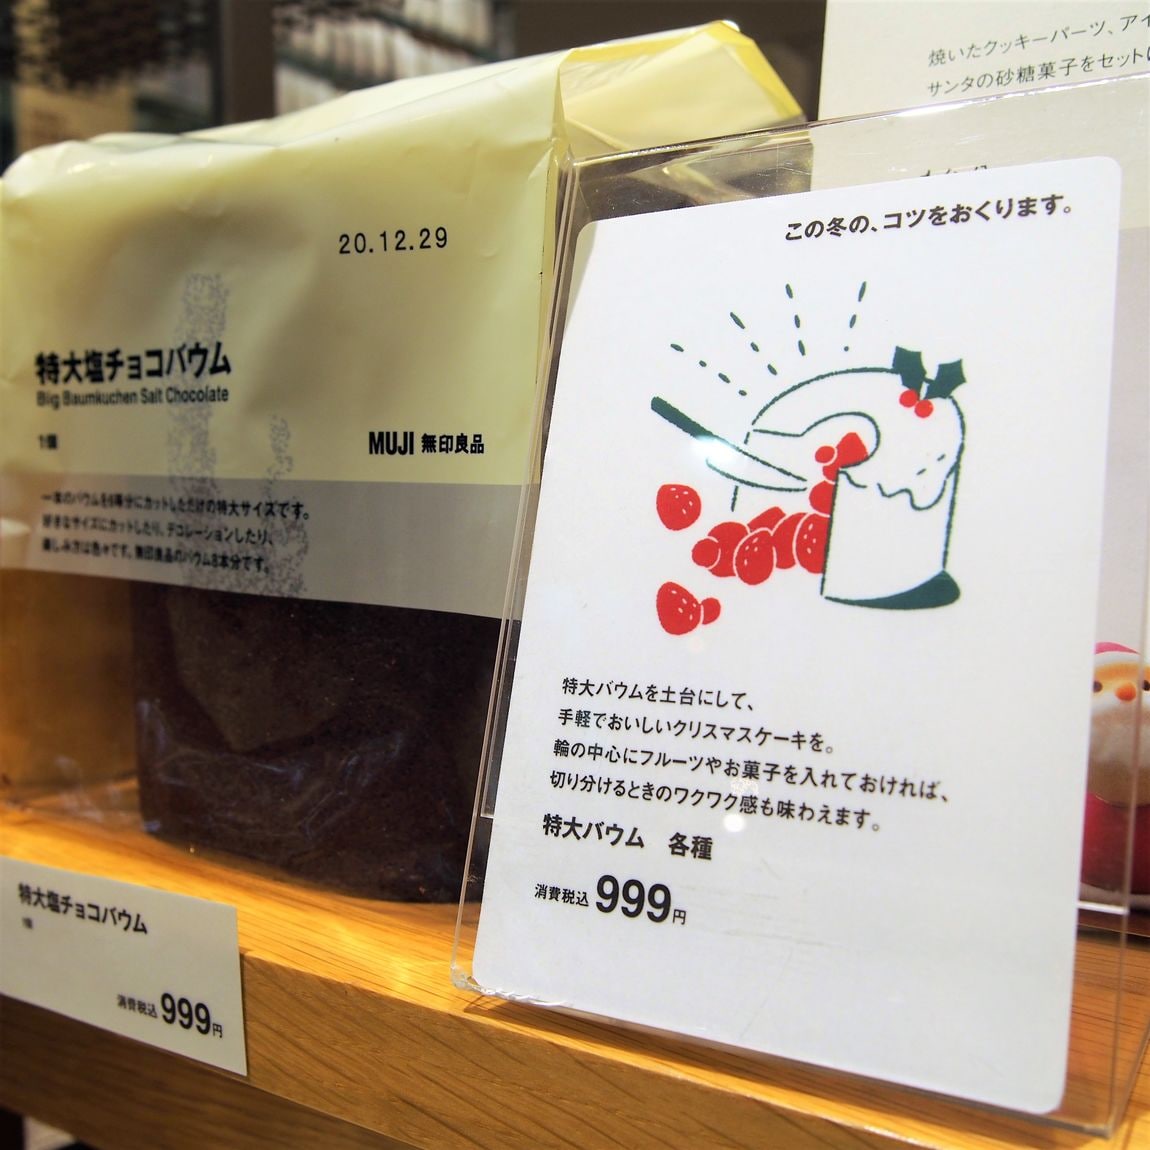 20.12.29
特大塩チョコバウム
Biig Baumkuchen Salt Chocolate
1個
MUJI 無印良品
一本のバウムを6等分にカットしただけの特大サイズです。
好きなサイズにカットしたり、デコレーションしたり、
楽しみ方は色々です。無印良品のバウム8本分です。
特大塩チョコバウム
1個
消費税込999円
焼いたクッキーパーツ、アイ
サンタの砂糖菓子をセットに
この冬の、コツをおくります。
特大バウムを土台にして、
手軽でおいしいクリスマスケーキを。
輪の中心にフルーツやお菓子を入れておければ、
切り分けるときのワクワク感も味わえます。
特大バウム 各種
消費税込999円